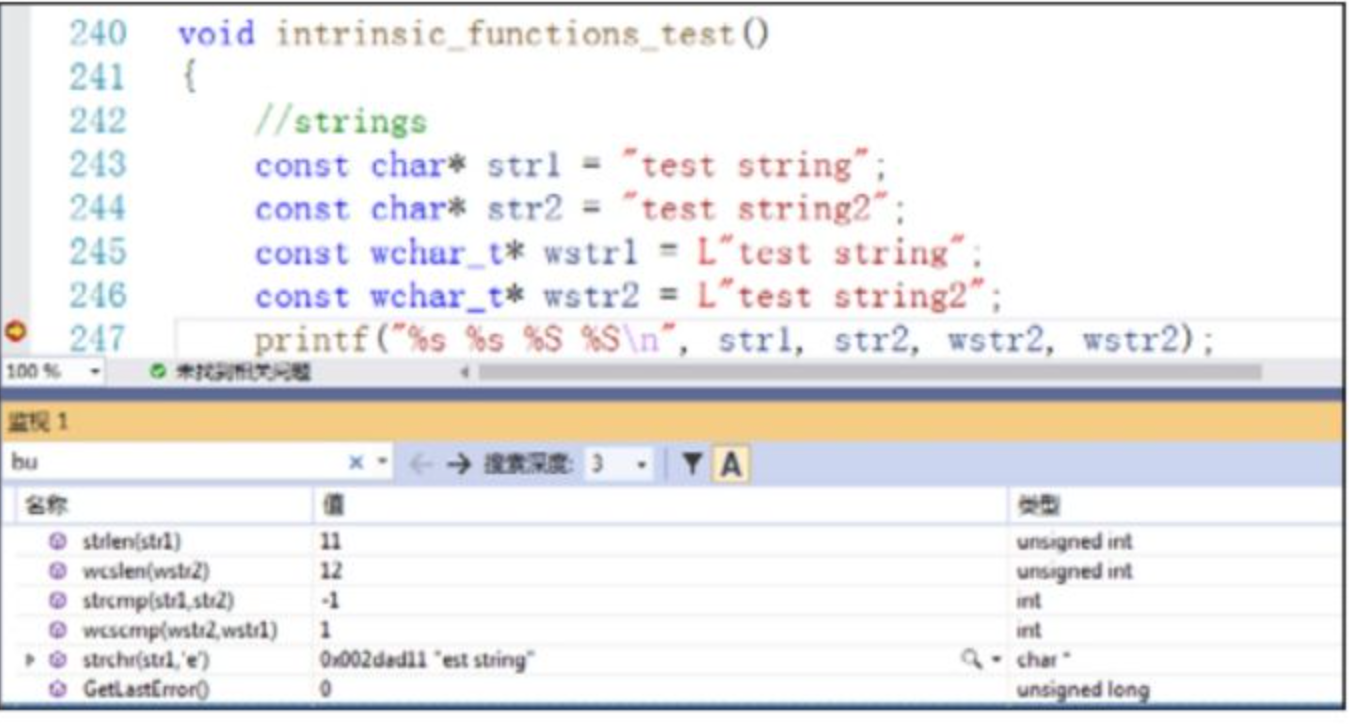 240 void intrinsic_functions_test()
241 {
242 //strings
243 const char* str1 = "test string";
244 const char* str2 = "test string2";
245 const wchar_t* wstr1 = L"test string";
246 const wchar_t* wstr2 = L"test string2";
247 printf("%s %s %S %S\n", str1, str2, wstr2, wstr2);
100 % 未找到相关问题
监视 1
bu 搜索深度: 3 A
名称 值 类型
strlen(str1) 11 unsigned int
wcslen(wstr2) 12 unsigned int
strcmp(str1,str2) -1 int
wcscmp(wstr2,wstr1) 1 int
strchr(str1,'e') 0x002dad11 "est string" char *
GetLastError() 0 unsigned long